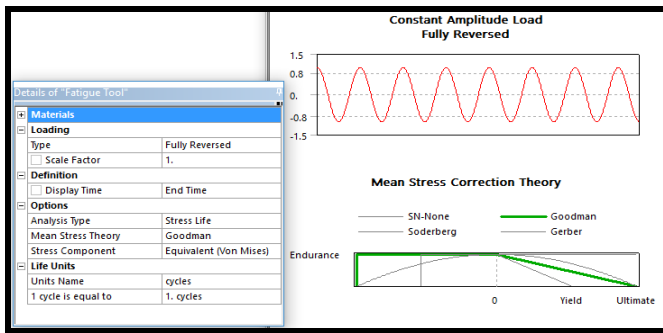 Constant Amplitude Load
Fully Reversed
1.5
0.8
0.
-0.8
-1.5
Details of "Fatigue Tool"
Materials
Loading
Type Fully Reversed
Scale Factor 1.
Definition
Display Time End Time
Options
Analysis Type Stress Life
Mean Stress Theory Goodman
Stress Component Equivalent (Von Mises)
Life Units
Units Name cycles
1 cycle is equal to 1. cycles
Mean Stress Correction Theory
SN-None Goodman
Soderberg Gerber
Endurance
0 Yield Ultimate